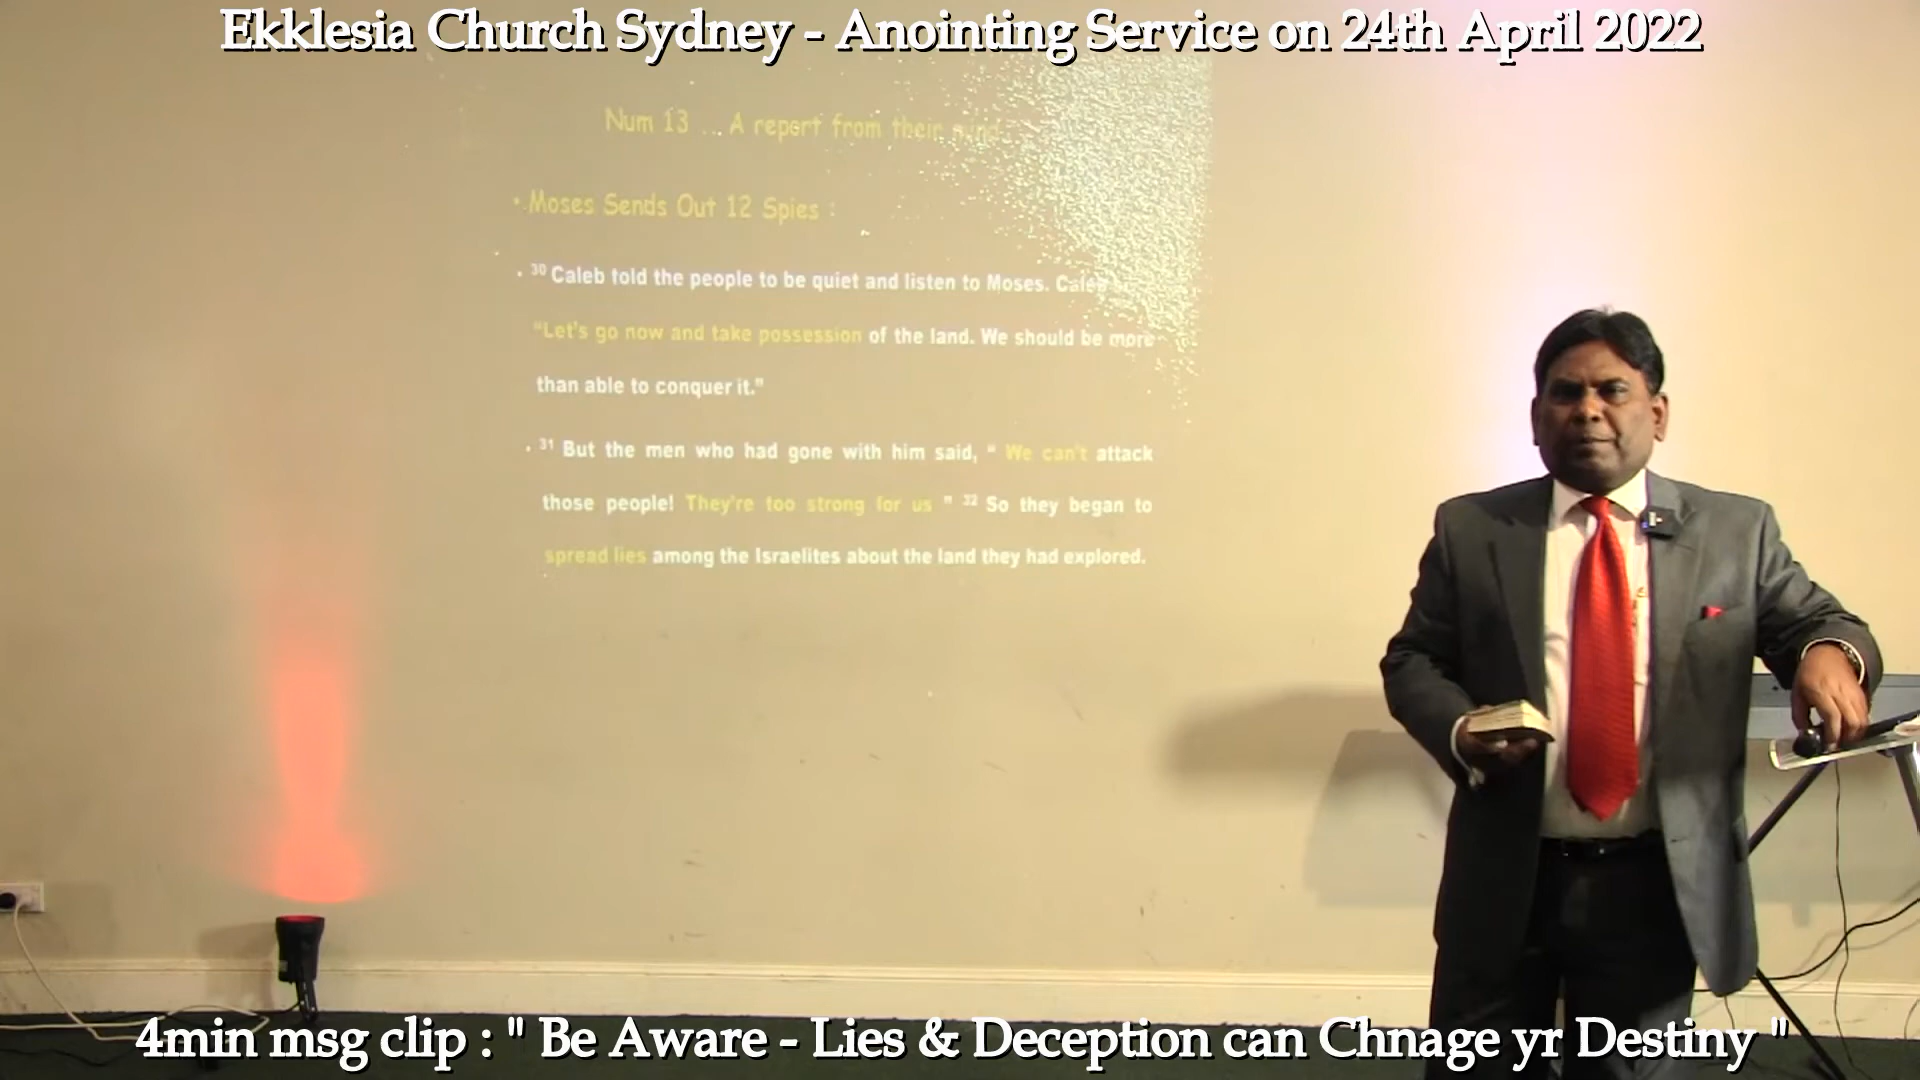 Ekklesia Church Sydney - Anointing Service on 24th April 2022
Num 13 ... A report from their mind
• Moses Sends Out 12 Spies :
• 30 Caleb told the people to be quiet and listen to Moses. Caleb
"Let's go now and take possession of the land. We should be more
than able to conquer it."
• 31 But the men who had gone with him said, " We can't attack
those people! They're too strong for us " 32 So they began to
spread lies among the Israelites about the land they had explored.
4min msg clip : " Be Aware - Lies & Deception can Chnage yr Destiny "